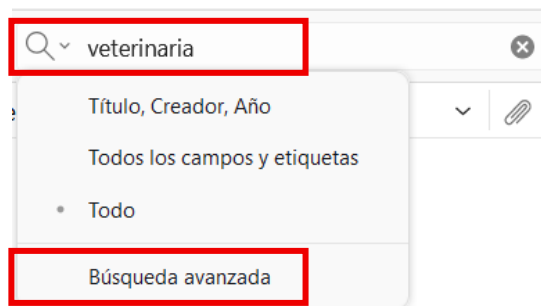 veterinaria
Título, Creador, Año
Todos los campos y etiquetas
Todo
Búsqueda avanzada